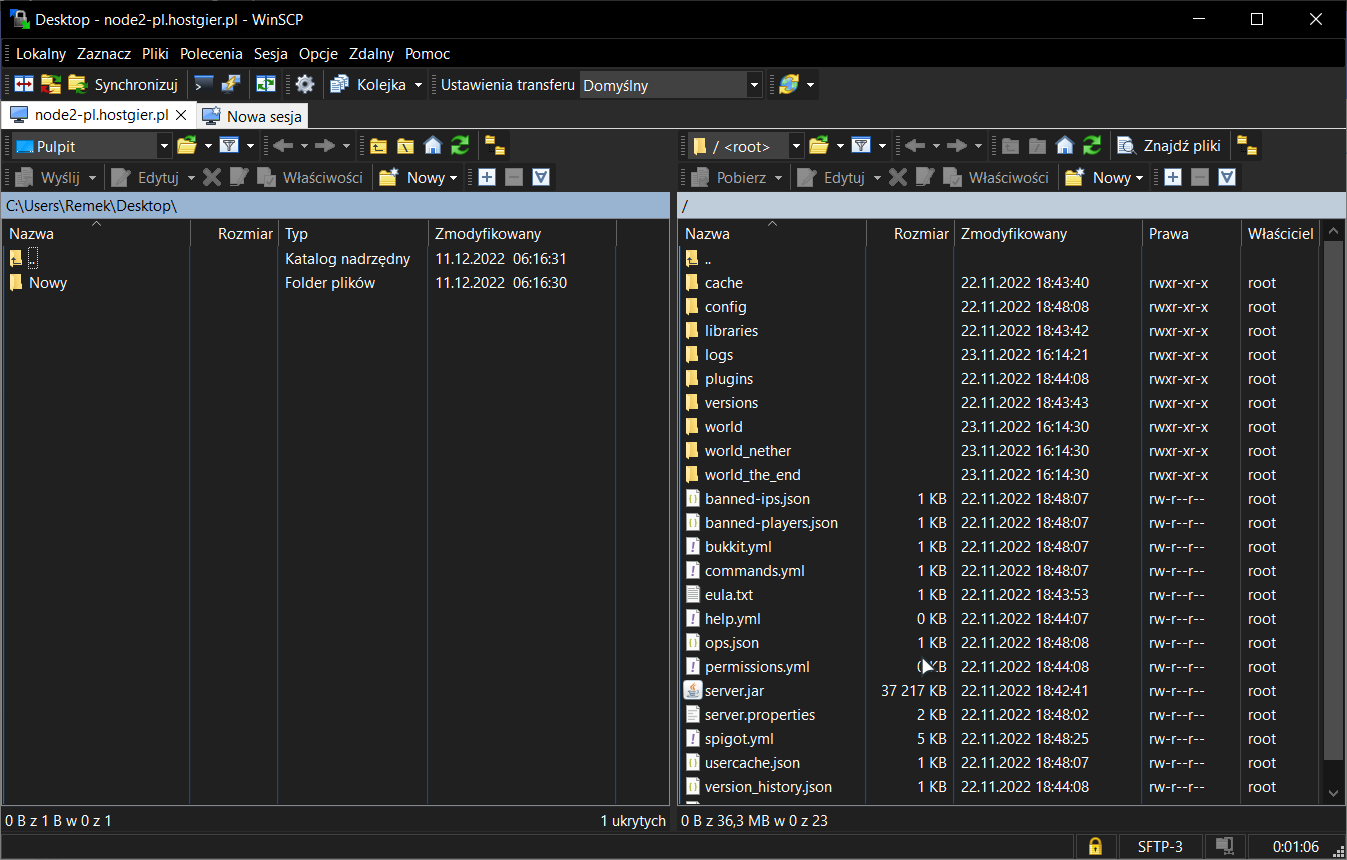 Desktop - node2-pl.hostgier.pl - WinSCP
Lokalny Zaznacz Pliki Polecenia Sesja Opcje Zdalny Pomoc
Synchronizuj Kolejka Ustawienia transferu Domyślny
node2-pl.hostgier.pl Nowa sesja
Pulpit
Wyślij Edytuj Właściwości Nowy
C:\Users\Remek\Desktop\
Nazwa Rozmiar Typ Zmodyfikowany
.. Katalog nadrzędny 11.12.2022 06:16:31
Nowy Folder plików 11.12.2022 06:16:30
0 B z 1 B w 0 z 1 1 ukrytych
/ <root> Znajdź pliki
Pobierz Edytuj Właściwości Nowy
/
Nazwa Rozmiar Zmodyfikowany Prawa Właściciel
..
cache 22.11.2022 18:43:40 rwxr-xr-x root
config 22.11.2022 18:48:08 rwxr-xr-x root
libraries 22.11.2022 18:43:42 rwxr-xr-x root
logs 23.11.2022 16:14:21 rwxr-xr-x root
plugins 22.11.2022 18:44:08 rwxr-xr-x root
versions 22.11.2022 18:43:43 rwxr-xr-x root
world 23.11.2022 16:14:30 rwxr-xr-x root
world_nether 23.11.2022 16:14:30 rwxr-xr-x root
world_the_end 23.11.2022 16:14:30 rwxr-xr-x root
banned-ips.json 1 KB 22.11.2022 18:48:07 rw-r--r-- root
banned-players.json 1 KB 22.11.2022 18:48:07 rw-r--r-- root
bukkit.yml 1 KB 22.11.2022 18:48:07 rw-r--r-- root
commands.yml 1 KB 22.11.2022 18:48:07 rw-r--r-- root
eula.txt 1 KB 22.11.2022 18:43:53 rw-r--r-- root
help.yml 0 KB 22.11.2022 18:44:07 rw-r--r-- root
ops.json 1 KB 22.11.2022 18:48:08 rw-r--r-- root
permissions.yml 22.11.2022 18:44:08 rw-r--r-- root
server.jar 37 217 KB 22.11.2022 18:42:41 rw-r--r-- root
server.properties 2 KB 22.11.2022 18:48:02 rw-r--r-- root
spigot.yml 5 KB 22.11.2022 18:48:25 rw-r--r-- root
usercache.json 1 KB 22.11.2022 18:48:07 rw-r--r-- root
version_history.json 1 KB 22.11.2022 18:44:08 rw-r--r-- root
0 B z 36,3 MB w 0 z 23
SFTP-3 0:01:06